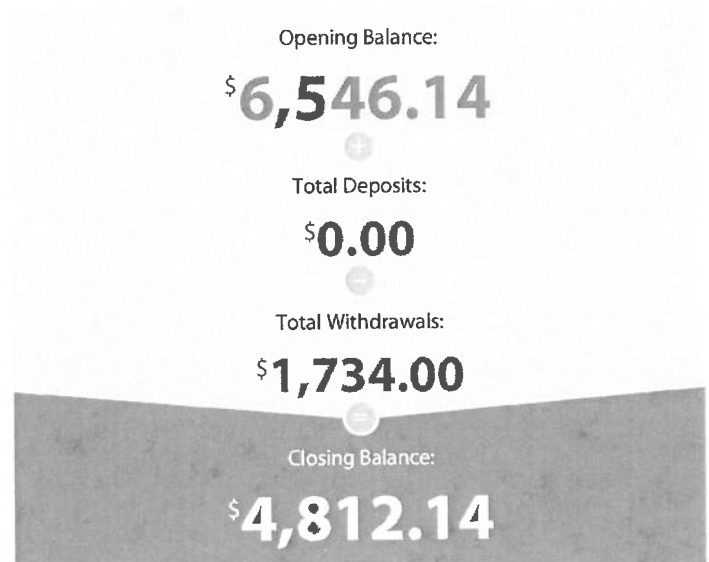 Opening Balance:
$6,546.14
+
Total Deposits:
$0.00
-
Total Withdrawals:
$1,734.00
=
Closing Balance:
$4,812.14